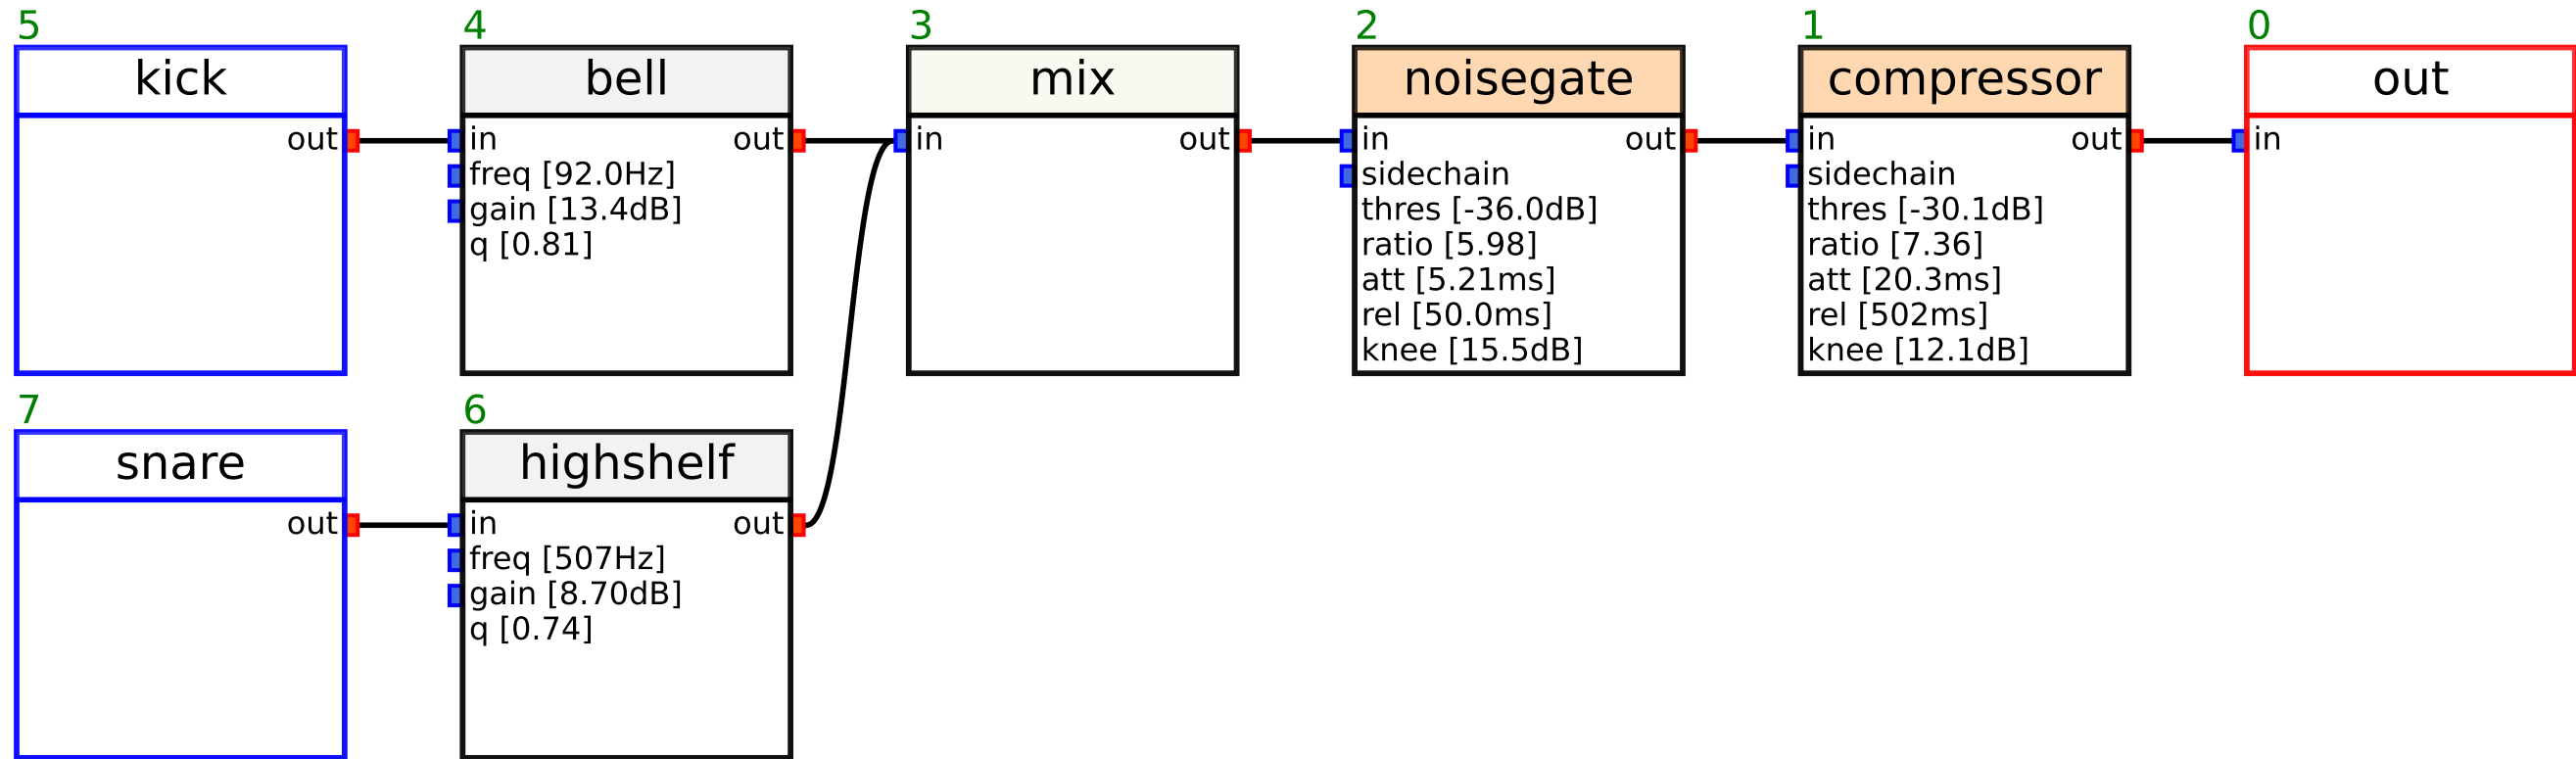 5
kick
out
4
bell
in out
freq [92.0Hz]
gain [13.4dB]
q [0.81]
3
mix
in out
2
noisegate
in out
sidechain
thres [-36.0dB]
ratio [5.98]
att [5.21ms]
rel [50.0ms]
knee [15.5dB]
1
compressor
in out
sidechain
thres [-30.1dB]
ratio [7.36]
att [20.3ms]
rel [502ms]
knee [12.1dB]
0
out
in
7
snare
out
6
highshelf
in out
freq [507Hz]
gain [8.70dB]
q [0.74]